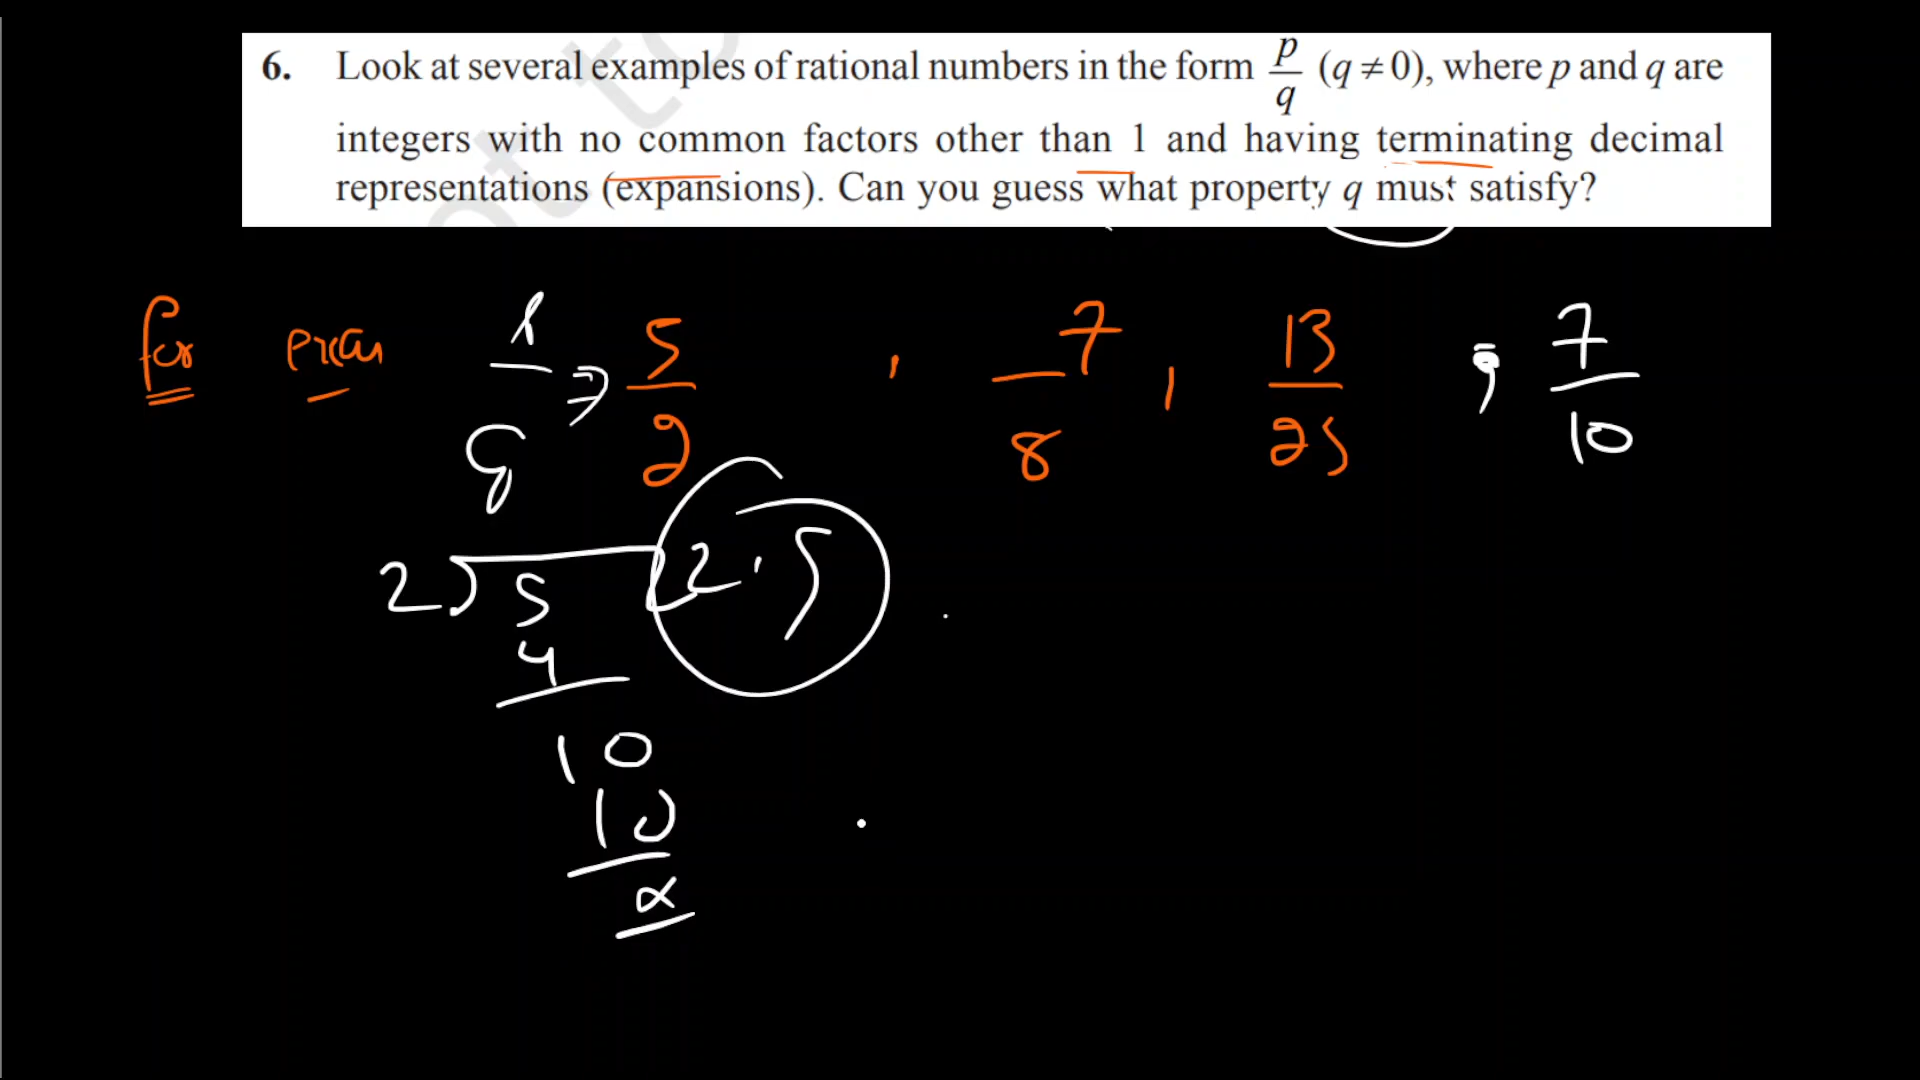 6. Look at several examples of rational numbers in the form p/q (q ≠ 0), where p and q are
integers with no common factors other than 1 and having terminating decimal
representations (expansions). Can you guess what property q must satisfy?
for p/q ⇒ 5/2 , 7/8 , 13/25 ; 7/10
2) 5 ( 2.5
4
10
10